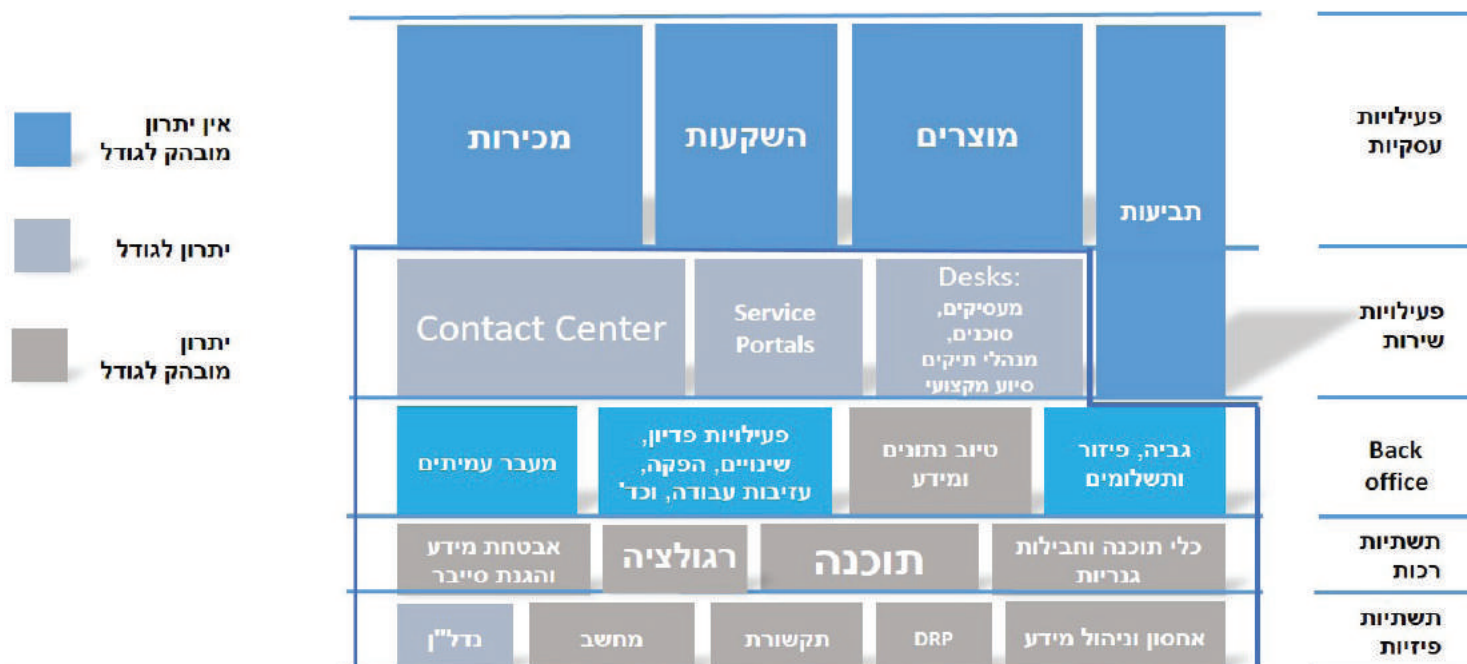 פעילויות
עסקיות
תביעות
מוצרים
השקעות
מכירות
אין יתרון
מובהק לגודל
יתרון לגודל
יתרון
מובהק לגודל
פעילויות
שירות
Desks:
מעסיקים,
סוכנים,
מנהלי תיקים
סיוע מקצועי
Service
Portals
Contact Center
Back
office
גביה, פיזור
ותשלומים
טיוב נתונים
ומידע
פעילויות פדיון,
שינויים, הפקה,
עזיבות עבודה, וכד'
מעבר עמיתים
תשתיות
רכות
כלי תוכנה וחבילות
גנריות
תוכנה
רגולציה
אבטחת מידע
והגנת סייבר
תשתיות
פיזיות
אחסון וניהול מידע
DRP
תקשורת
מחשב
נדל"ן